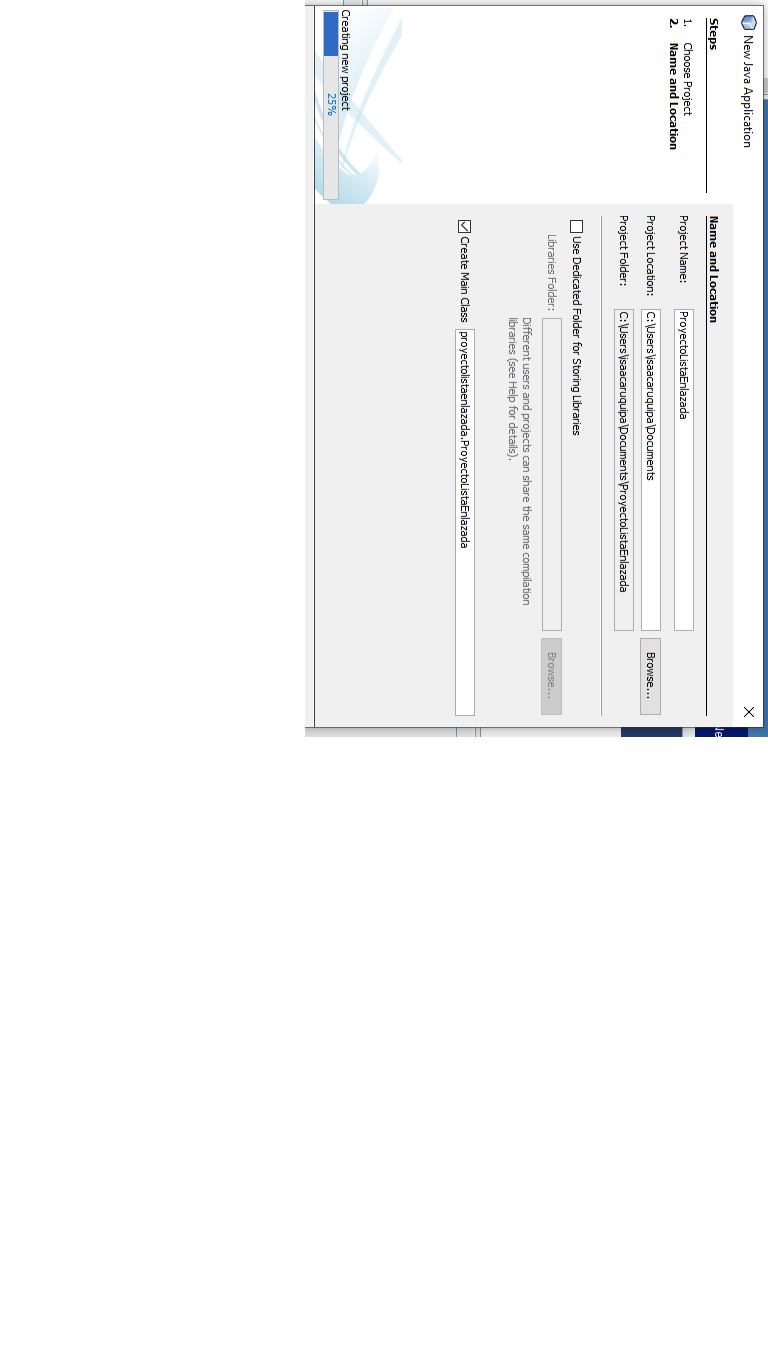 New Java Application
Steps
1. Choose Project
2. Name and Location
Name and Location
Project Name: ProyectoListaEnlazada
Project Location: C:\Users\isaacaruquipa\Documents Browse...
Project Folder: C:\Users\isaacaruquipa\Documents\ProyectoListaEnlazada
Use Dedicated Folder for Storing Libraries
Libraries Folder: Browse...
Different users and projects can share the same compilation
libraries (see Help for details).
Create Main Class proyectolistaenlazada.ProyectoListaEnlazada
Creating new project
25%